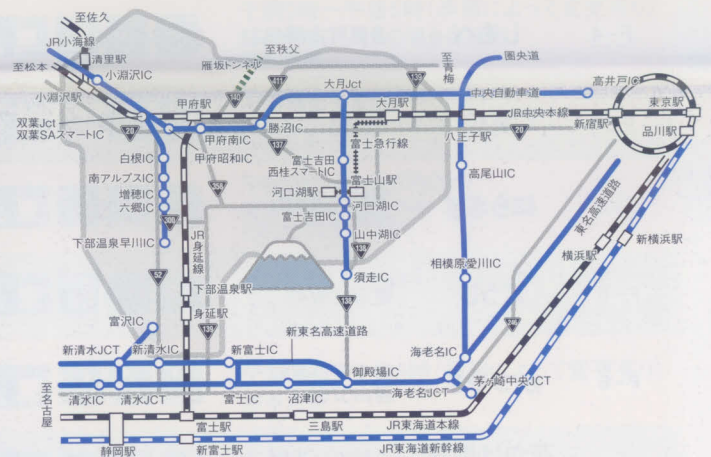 至佐久
JR小海線
清里駅
至松本
小淵沢IC
小淵沢駅
雁坂トンネル
至秩父
140
411
139
至青梅
圏央道
大月Jct
中央自動車道
高井戸IC
甲府駅
大月駅
JR中央本線
東京駅
新宿駅
品川駅
双葉Jct
双葉SAスマートIC
20
甲府南IC
勝沼IC
甲府昭和IC
137
富士急行線
八王子駅
20
白根IC
富士吉田
西桂スマートIC
富士山駅
高尾山IC
南アルプスIC
増穂IC
六郷IC
358
河口湖駅
河口湖IC
富士吉田IC
山中湖IC
東名高速道路
下部温泉早川IC
300
JR身延線
138
須走IC
横浜駅
新横浜駅
52
下部温泉駅
相模原愛川IC
身延駅
138
富沢IC
139
新東名高速道路
246
新清水JCT
新清水IC
新富士IC
海老名IC
御殿場IC
海老名JCT
茅ヶ崎中央JCT
至名古屋
清水IC
清水JCT
富士IC
沼津IC
富士駅
三島駅
JR東海道本線
静岡駅
新富士駅
JR東海道新幹線